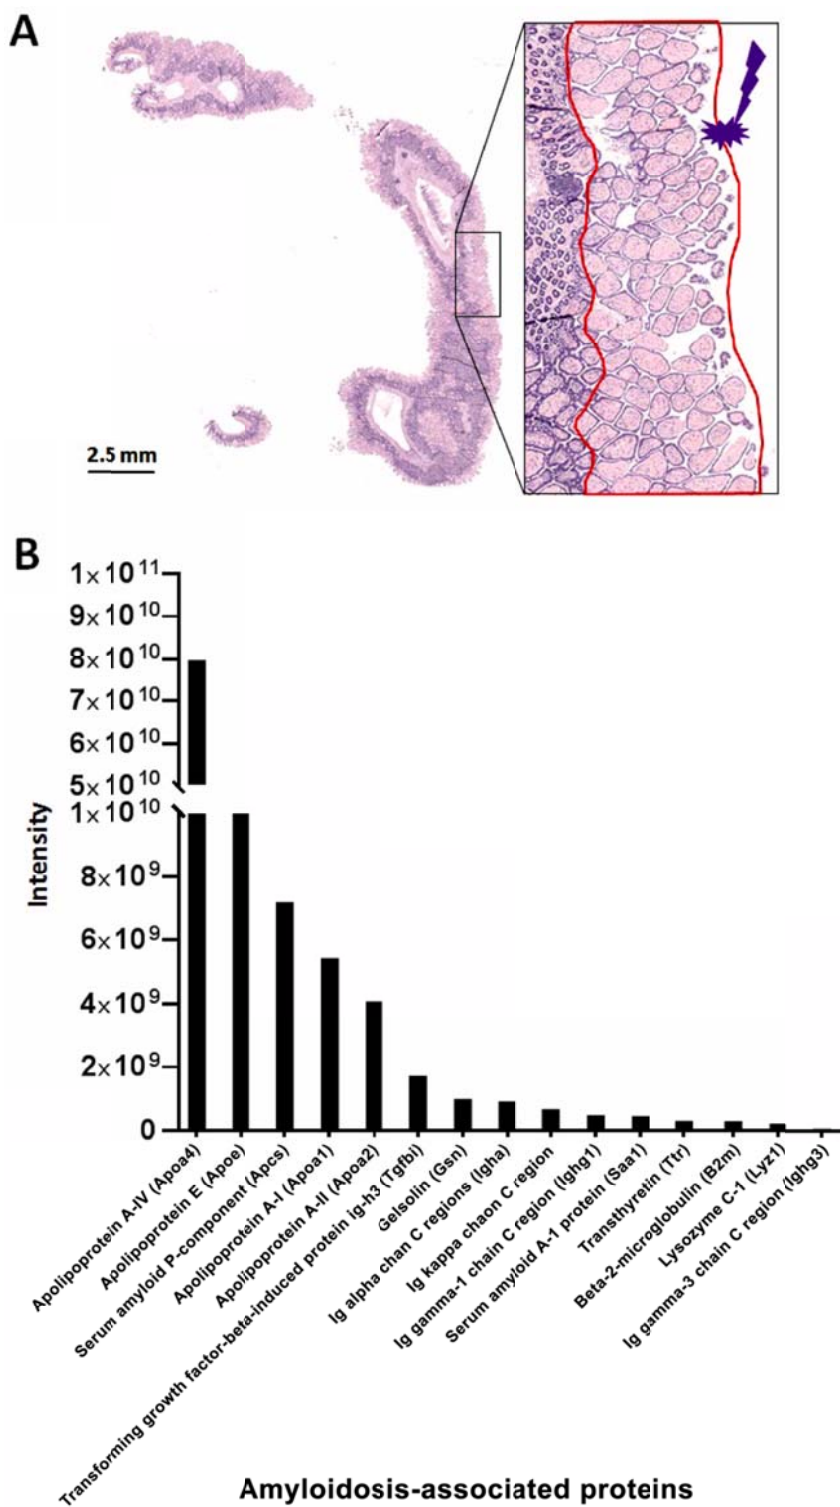 A
2.5 mm
B
1× 10 11
9× 10 10
8× 10 10
7× 10 10
6× 10 10
5× 10 10
1× 10 10
8×10 9
6×10 9
4×10 9
2×10 9
0
Intensity
Apolipoprotein A-IV (Apoa4)
Apolipoprotein E (Apoe)
Serum amyloid P-component (Apcs)
Apolipoprotein A-I (Apoa1)
Apolipoprotein A-II (Apoa2)
Transforming growth factor-beta-induced protein ig-h3 (Tgfbi)
Gelsolin (Gsn)
Ig alpha chan C regions (Igha)
Ig kappa chaon C region
Ig gamma-1 chain C region (Ighg1)
Serum amyloid A-1 protein (Saa1)
Transthyretin (Ttr)
Beta-2-microglobulin (B2m)
Lysozyme C-1 (Lyz1)
Ig gamma-3 chain C region (Ighg3)
Amyloidosis-associated proteins